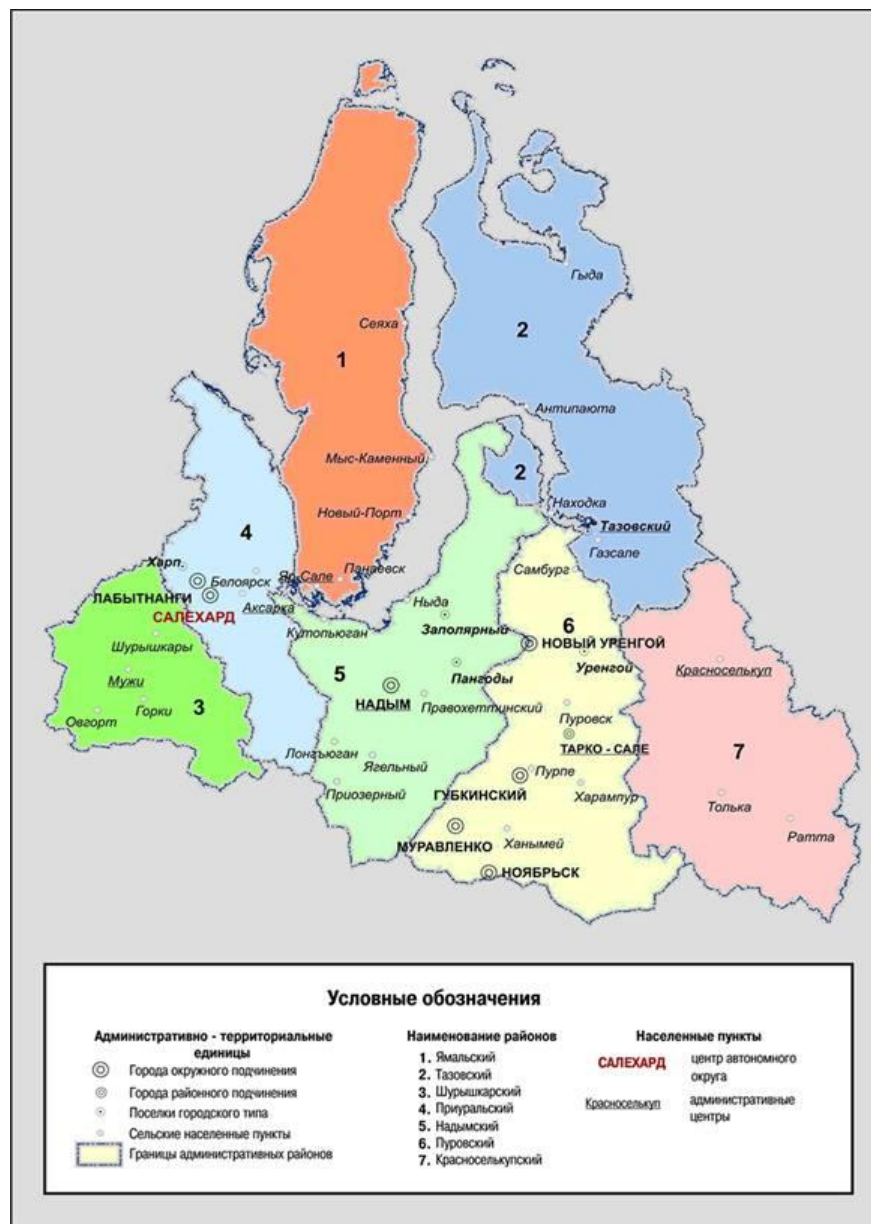 Гыда
Сеяха
2
1
Антипаюта
Мыс-Каменный
2
Находка
Новый-Порт
Тазовский
4
Газсале
Харп
Панаевск
Самбург
Яр-Сале
Белоярск
ЛАБЫТНАНГИ
Аксарка
Ныда
САЛЕХАРД
Заполярный
6
Кутопьюган
Шурышкары
НОВЫЙ УРЕНГОЙ
Уренгой
Красноселькуп
5
Пангоды
Мужи
НАДЫМ
Правохеттинский
Горки
3
Овгорт
Пуровск
ТАРКО - САЛЕ
7
Лонгъюган
Ягельный
Пурпе
Приозерный
ГУБКИНСКИЙ
Харампур
Толька
Ратта
МУРАВЛЕНКО
Ханымей
НОЯБРЬСК
Условные обозначения
Административно - территориальные
единицы
Города окружного подчинения
Города районного подчинения
Поселки городского типа
Сельские населенные пункты
Границы административных районов
Наименование районов
1. Ямальский
2. Тазовский
3. Шурышкарский
4. Приуральский
5. Надымский
6. Пуровский
7. Красноселькупский
Населенные пункты
САЛЕХАРД центр автономного
округа
Красноселькуп административные
центры